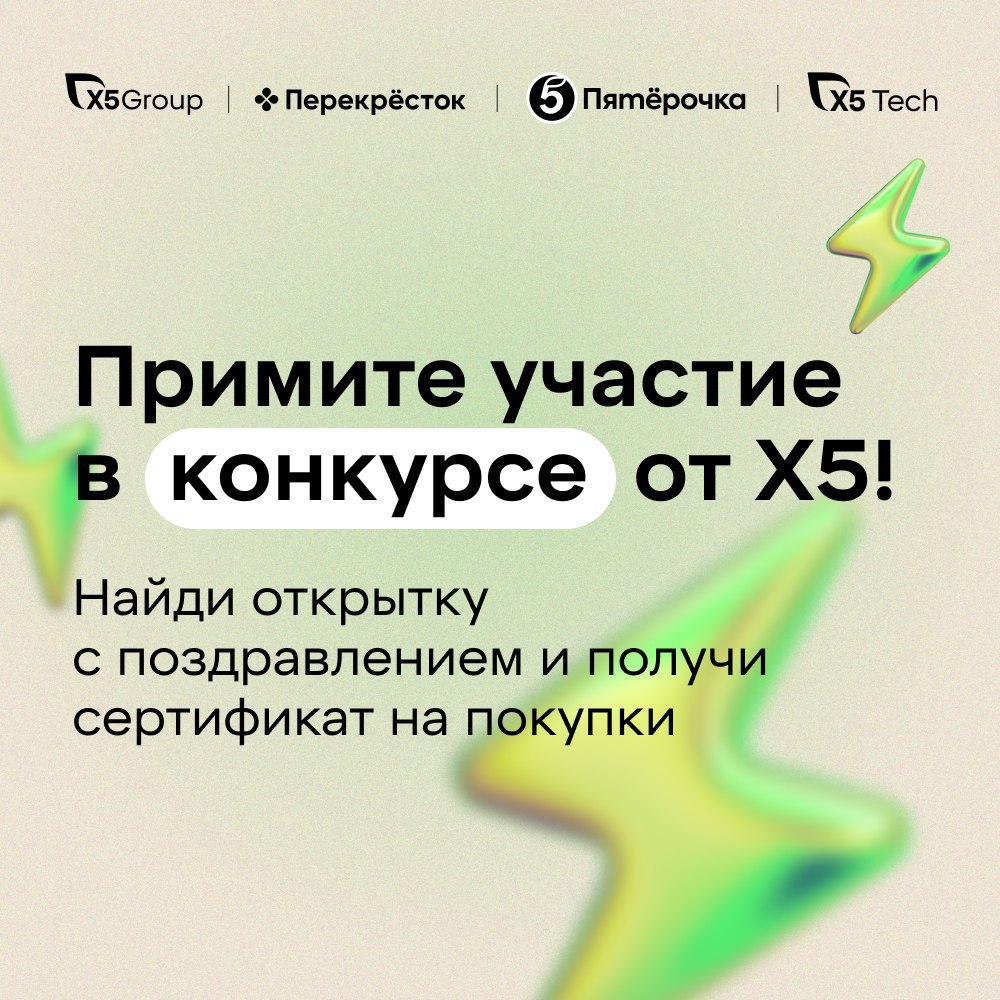 X5Group | Перекрёсток | 5 Пятёрочка | X5 Tech
Примите участие
в конкурсе от X5!
Найди открытку
с поздравлением и получи
сертификат на покупки